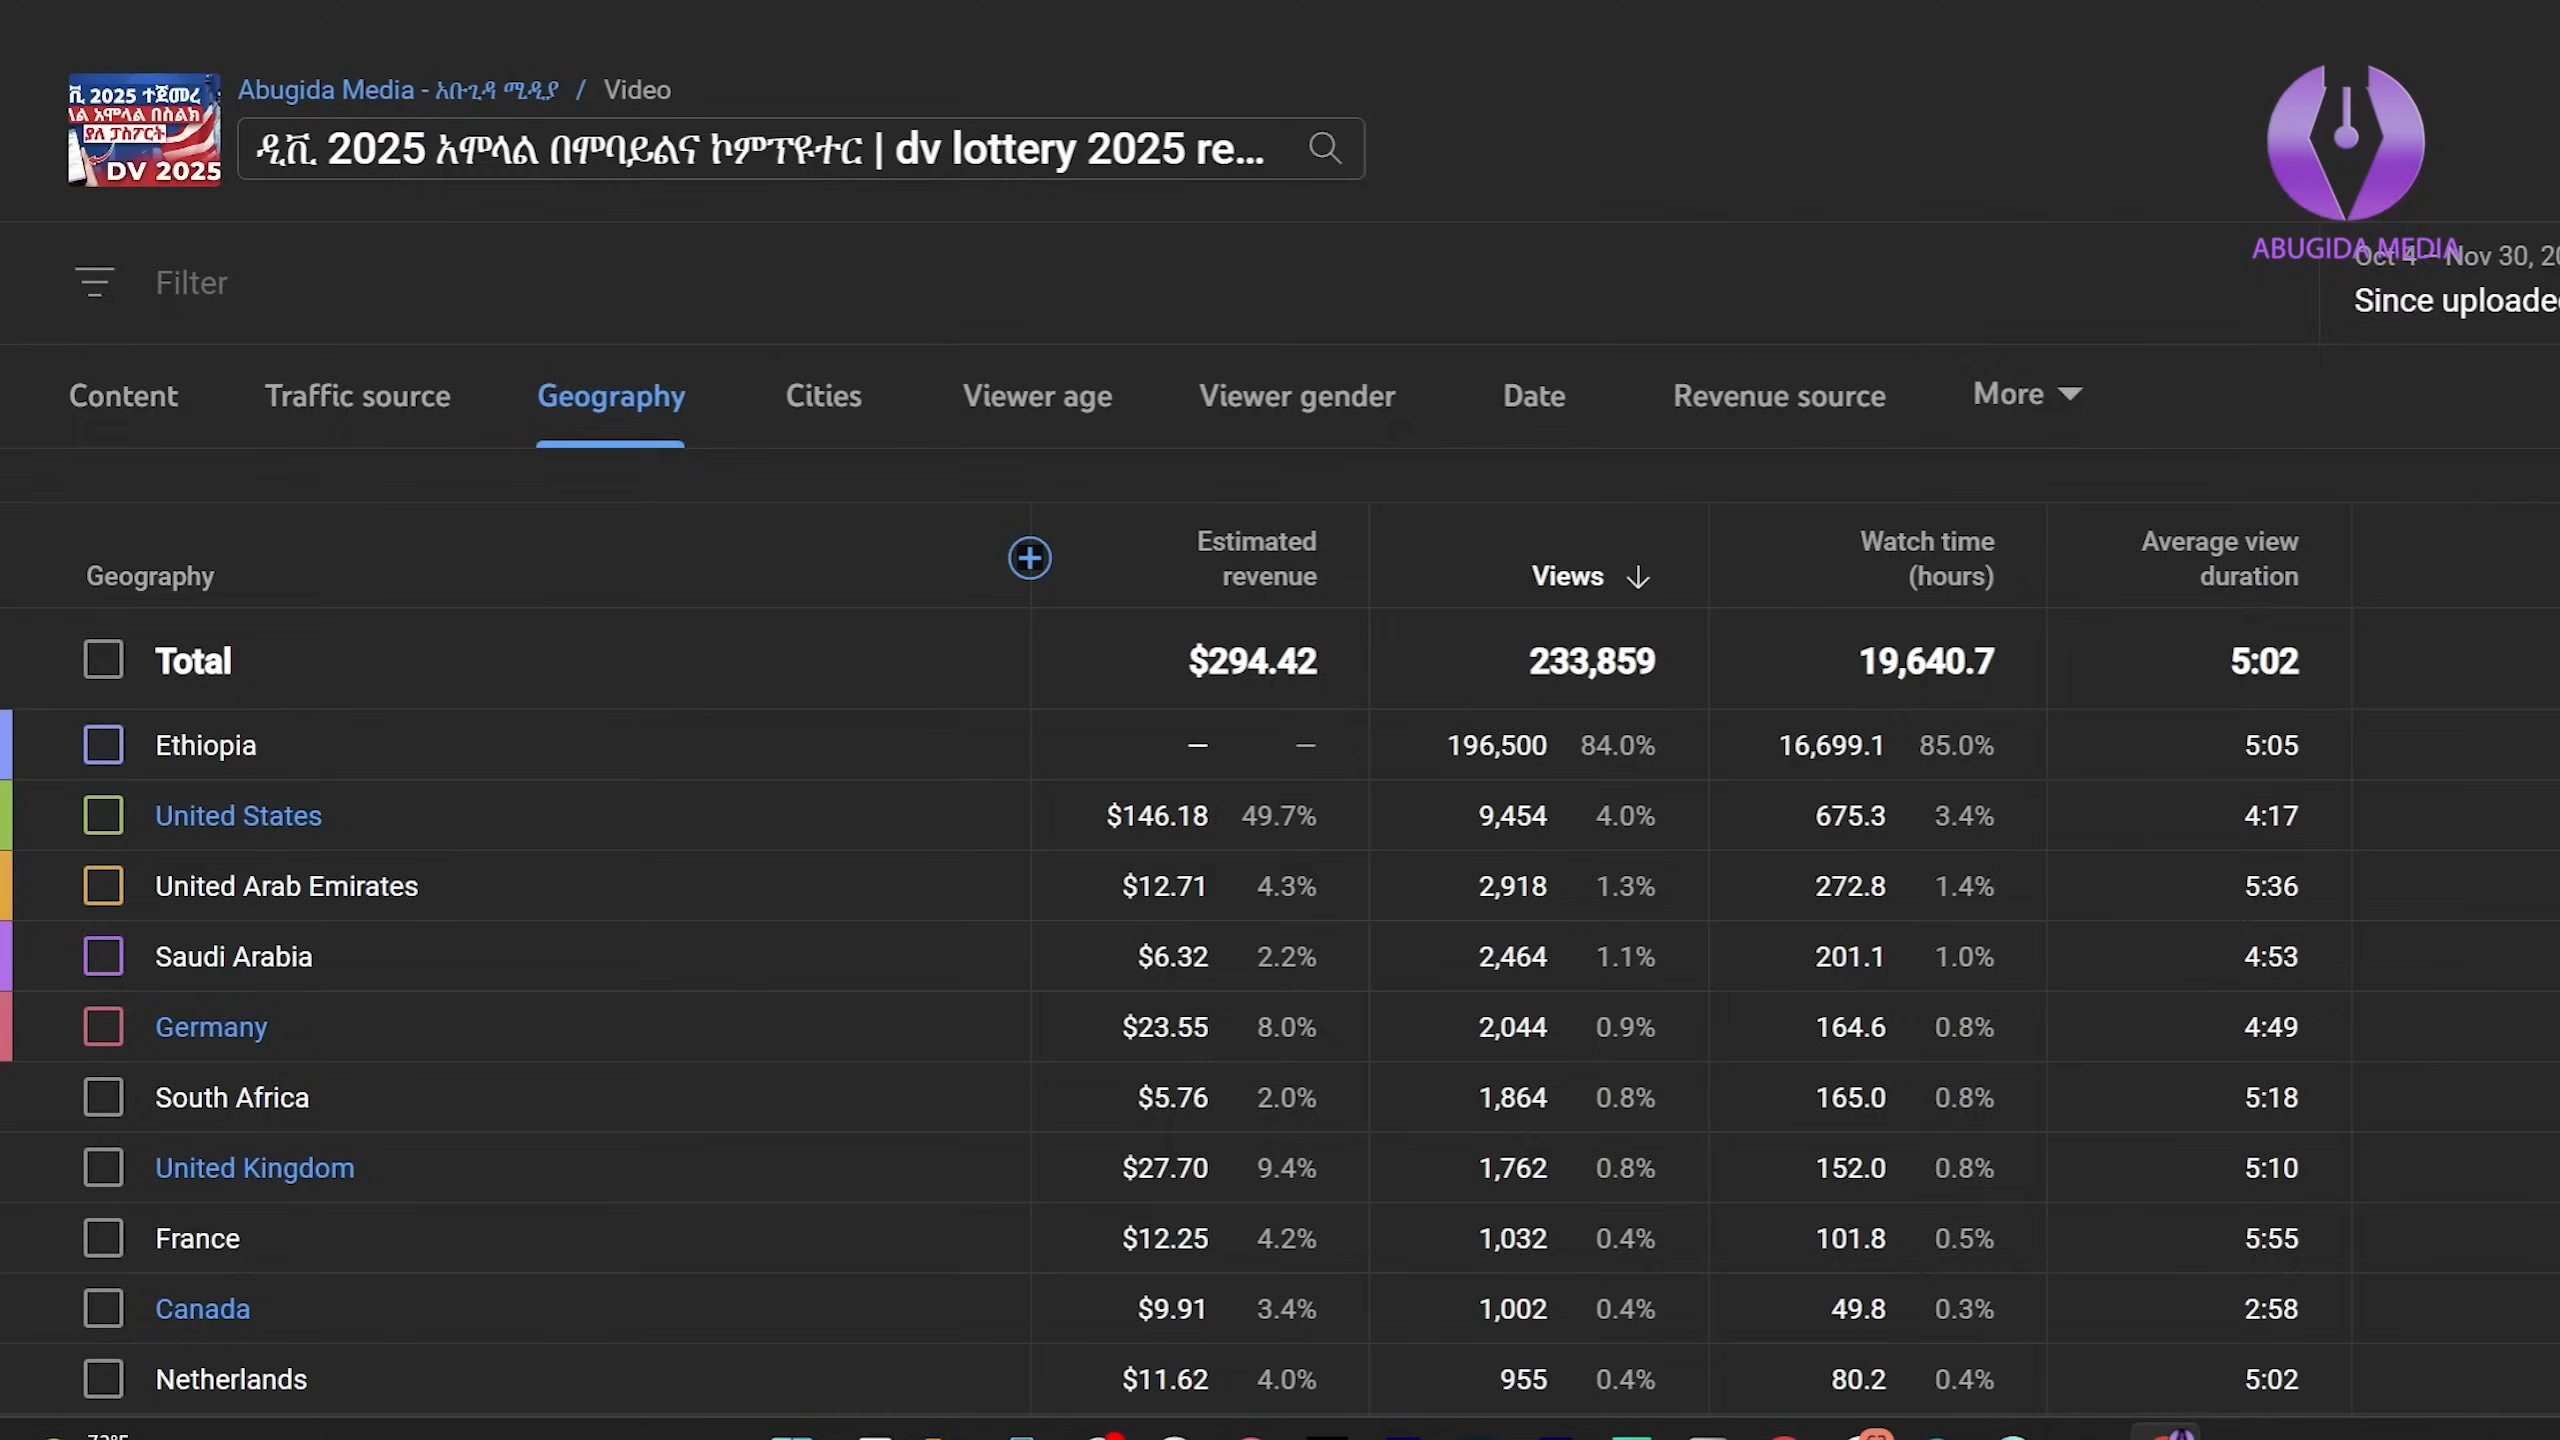 ቪ 2025 ተጀመረ
ላል አሞላል በስልክ
ያለ ፓስፖርት
DV 2025
Abugida Media - አቡጊዳ ሚዲያ / Video
ዲቪ 2025 አሞላል በሞባይልና ኮምፕዩተር | dv lottery 2025 re...
ABUGIDA MEDIA
Filter
Oct 4 – Nov 30, 20
Since uploade
Content Traffic source Geography Cities Viewer age Viewer gender Date Revenue source More
Geography Estimated revenue Views Watch time (hours) Average view duration
Total $294.42 233,859 19,640.7 5:02
Ethiopia — — 196,500 84.0% 16,699.1 85.0% 5:05
United States $146.18 49.7% 9,454 4.0% 675.3 3.4% 4:17
United Arab Emirates $12.71 4.3% 2,918 1.3% 272.8 1.4% 5:36
Saudi Arabia $6.32 2.2% 2,464 1.1% 201.1 1.0% 4:53
Germany $23.55 8.0% 2,044 0.9% 164.6 0.8% 4:49
South Africa $5.76 2.0% 1,864 0.8% 165.0 0.8% 5:18
United Kingdom $27.70 9.4% 1,762 0.8% 152.0 0.8% 5:10
France $12.25 4.2% 1,032 0.4% 101.8 0.5% 5:55
Canada $9.91 3.4% 1,002 0.4% 49.8 0.3% 2:58
Netherlands $11.62 4.0% 955 0.4% 80.2 0.4% 5:02